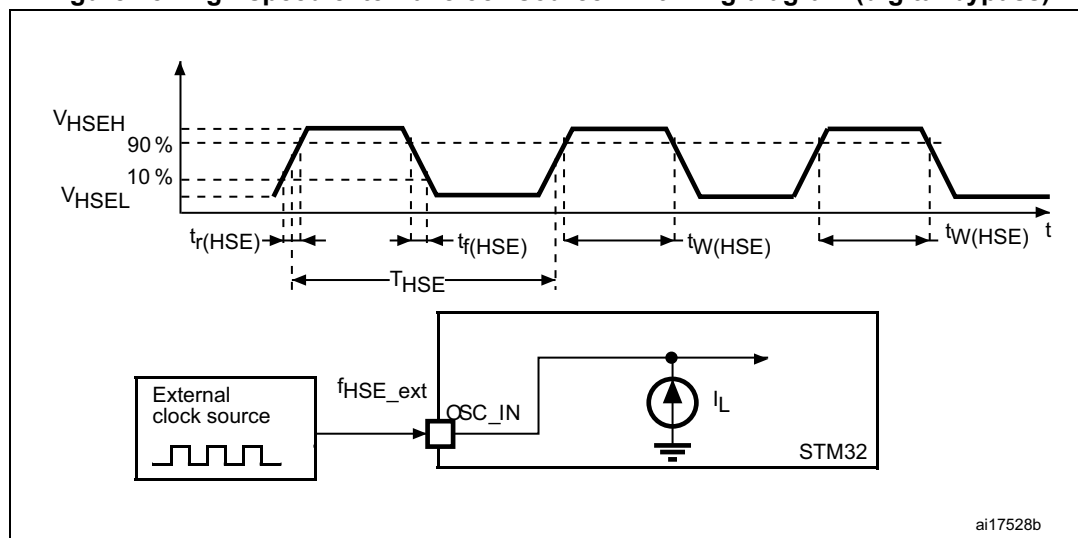 VHSEH
90 %
10 %
VHSEL
tr(HSE)
tf(HSE)
tW(HSE)
tW(HSE)
t
THSE
External
clock source
fHSE_ext
OSC_IN
IL
STM32
ai17528b